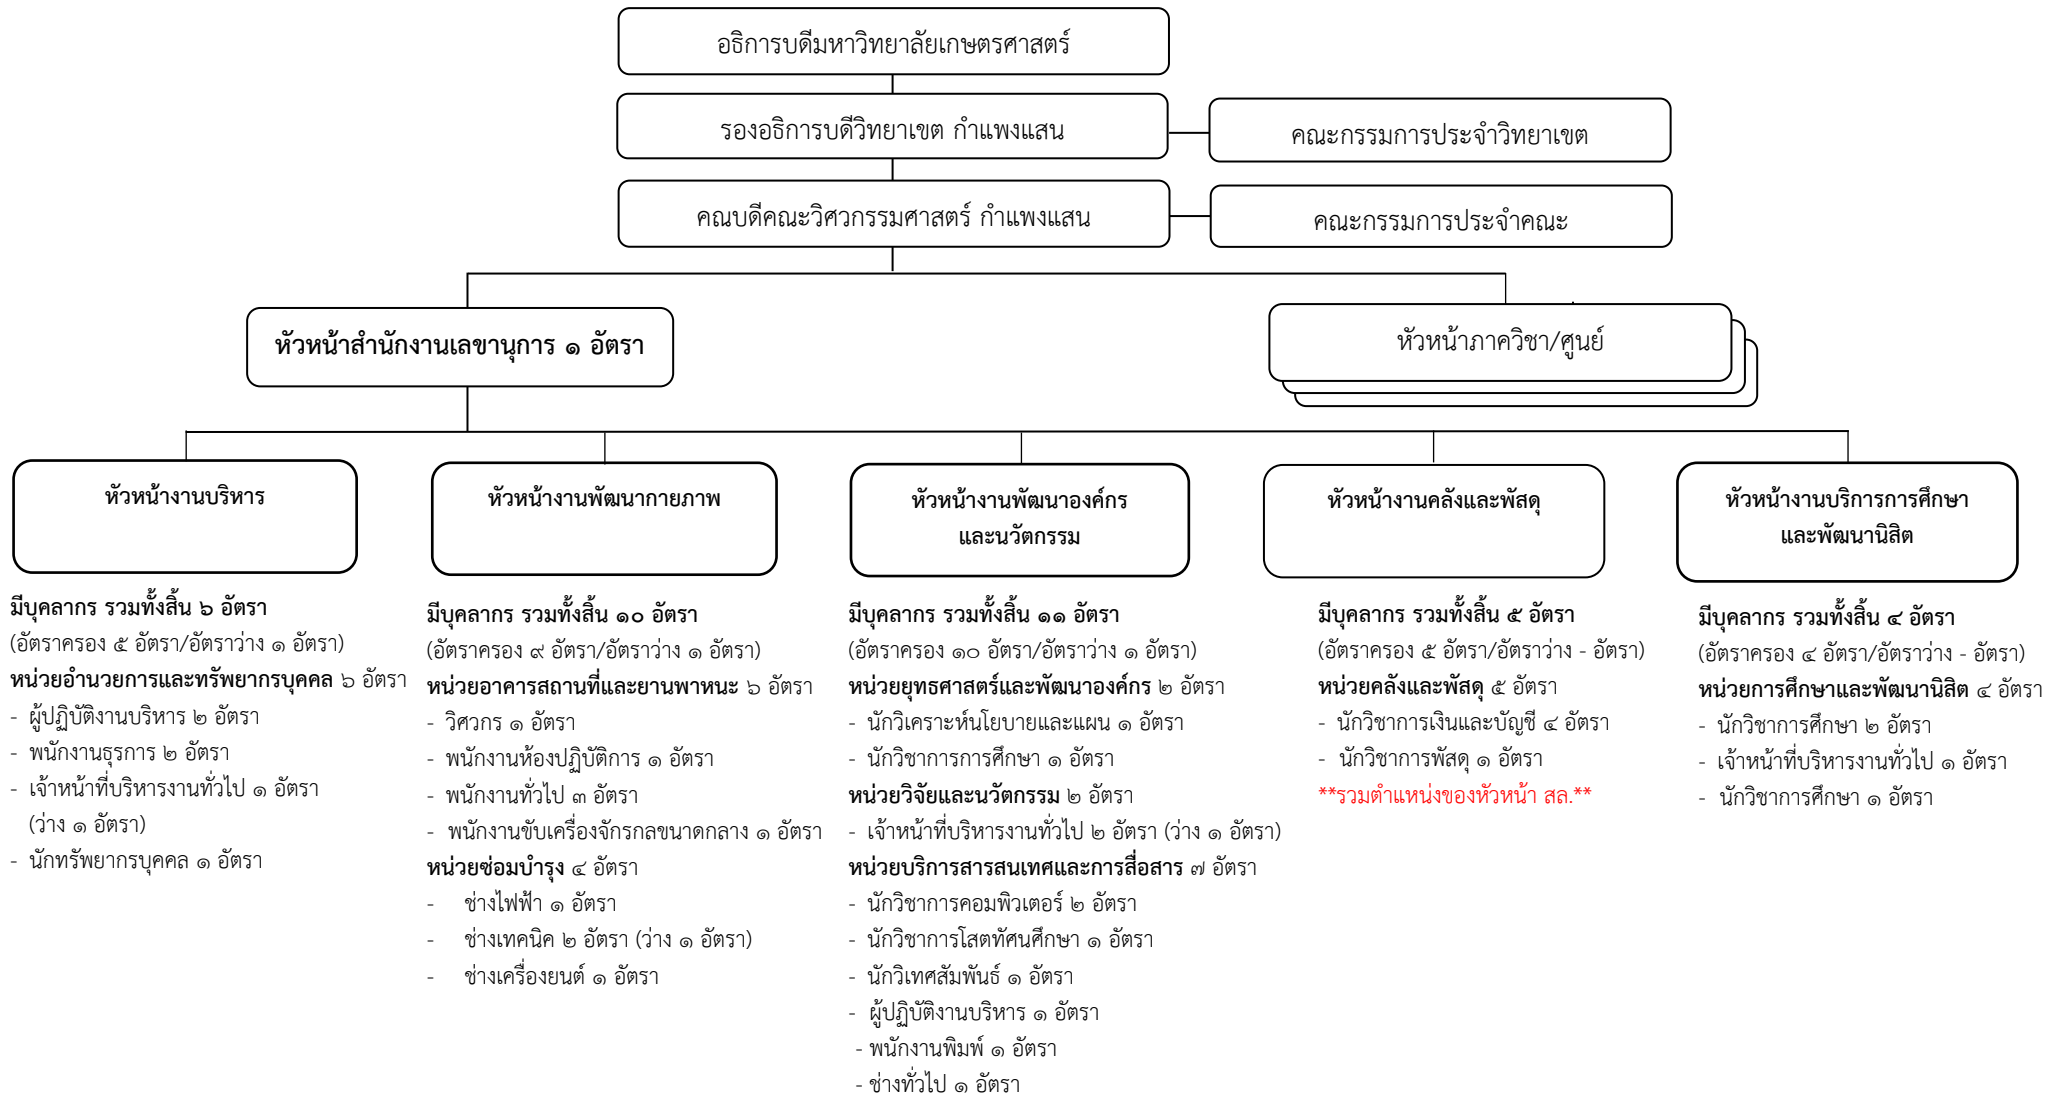 อธิการบดีมหาวิทยาลัยเกษตรศาสตร์
รองอธิการบดีวิทยาเขต กำแพงแสน
คณะกรรมการประจำวิทยาเขต
คณบดีคณะวิศวกรรมศาสตร์ กำแพงแสน
คณะกรรมการประจำคณะ
หัวหน้าสำนักงานเลขานุการ ๑ อัตรา
หัวหน้าภาควิชา/ศูนย์
หัวหน้างานบริหาร
มีบุคลากร รวมทั้งสิ้น ๖ อัตรา
(อัตราครอง ๕ อัตรา/อัตราว่าง ๑ อัตรา)
หน่วยอำนวยการและทรัพยากรบุคคล ๖ อัตรา
- ผู้ปฏิบัติงานบริหาร ๒ อัตรา
- พนักงานธุรการ ๒ อัตรา
- เจ้าหน้าที่บริหารงานทั่วไป ๑ อัตรา
(ว่าง ๑ อัตรา)
- นักทรัพยากรบุคคล ๑ อัตรา
หัวหน้างานพัฒนากายภาพ
มีบุคลากร รวมทั้งสิ้น ๑๐ อัตรา
(อัตราครอง ๙ อัตรา/อัตราว่าง ๑ อัตรา)
หน่วยอาคารสถานที่และยานพาหนะ ๖ อัตรา
- วิศวกร ๑ อัตรา
- พนักงานห้องปฏิบัติการ ๑ อัตรา
- พนักงานทั่วไป ๓ อัตรา
- พนักงานขับเครื่องจักรกลขนาดกลาง ๑ อัตรา
หน่วยซ่อมบำรุง ๔ อัตรา
- ช่างไฟฟ้า ๑ อัตรา
- ช่างเทคนิค ๒ อัตรา (ว่าง ๑ อัตรา)
- ช่างเครื่องยนต์ ๑ อัตรา
หัวหน้างานพัฒนาองค์กร
และนวัตกรรม
มีบุคลากร รวมทั้งสิ้น ๑๑ อัตรา
(อัตราครอง ๑๐ อัตรา/อัตราว่าง ๑ อัตรา)
หน่วยยุทธศาสตร์และพัฒนาองค์กร ๒ อัตรา
- นักวิเคราะห์นโยบายและแผน ๑ อัตรา
- นักวิชาการการศึกษา ๑ อัตรา
หน่วยวิจัยและนวัตกรรม ๒ อัตรา
- เจ้าหน้าที่บริหารงานทั่วไป ๒ อัตรา (ว่าง ๑ อัตรา)
หน่วยบริการสารสนเทศและการสื่อสาร ๗ อัตรา
- นักวิชาการคอมพิวเตอร์ ๒ อัตรา
- นักวิชาการโสตทัศนศึกษา ๑ อัตรา
- นักวิเทศสัมพันธ์ ๑ อัตรา
- ผู้ปฏิบัติงานบริหาร ๑ อัตรา
- พนักงานพิมพ์ ๑ อัตรา
- ช่างทั่วไป ๑ อัตรา
หัวหน้างานคลังและพัสดุ
มีบุคลากร รวมทั้งสิ้น ๕ อัตรา
(อัตราครอง ๕ อัตรา/อัตราว่าง - อัตรา)
หน่วยคลังและพัสดุ ๕ อัตรา
- นักวิชาการเงินและบัญชี ๔ อัตรา
- นักวิชาการพัสดุ ๑ อัตรา
**รวมตำแหน่งของหัวหน้า สล.**
หัวหน้างานบริการการศึกษา
และพัฒนานิสิต
มีบุคลากร รวมทั้งสิ้น ๔ อัตรา
(อัตราครอง ๔ อัตรา/อัตราว่าง - อัตรา)
หน่วยการศึกษาและพัฒนานิสิต ๔ อัตรา
- นักวิชาการศึกษา ๒ อัตรา
- เจ้าหน้าที่บริหารงานทั่วไป ๑ อัตรา
- นักวิชาการศึกษา ๑ อัตรา